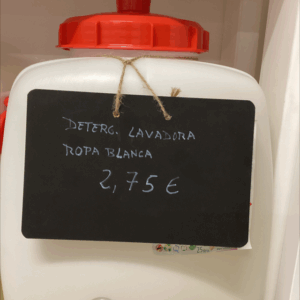 DETERG. LAVADORA
ROPA BLANCA
2,75 €